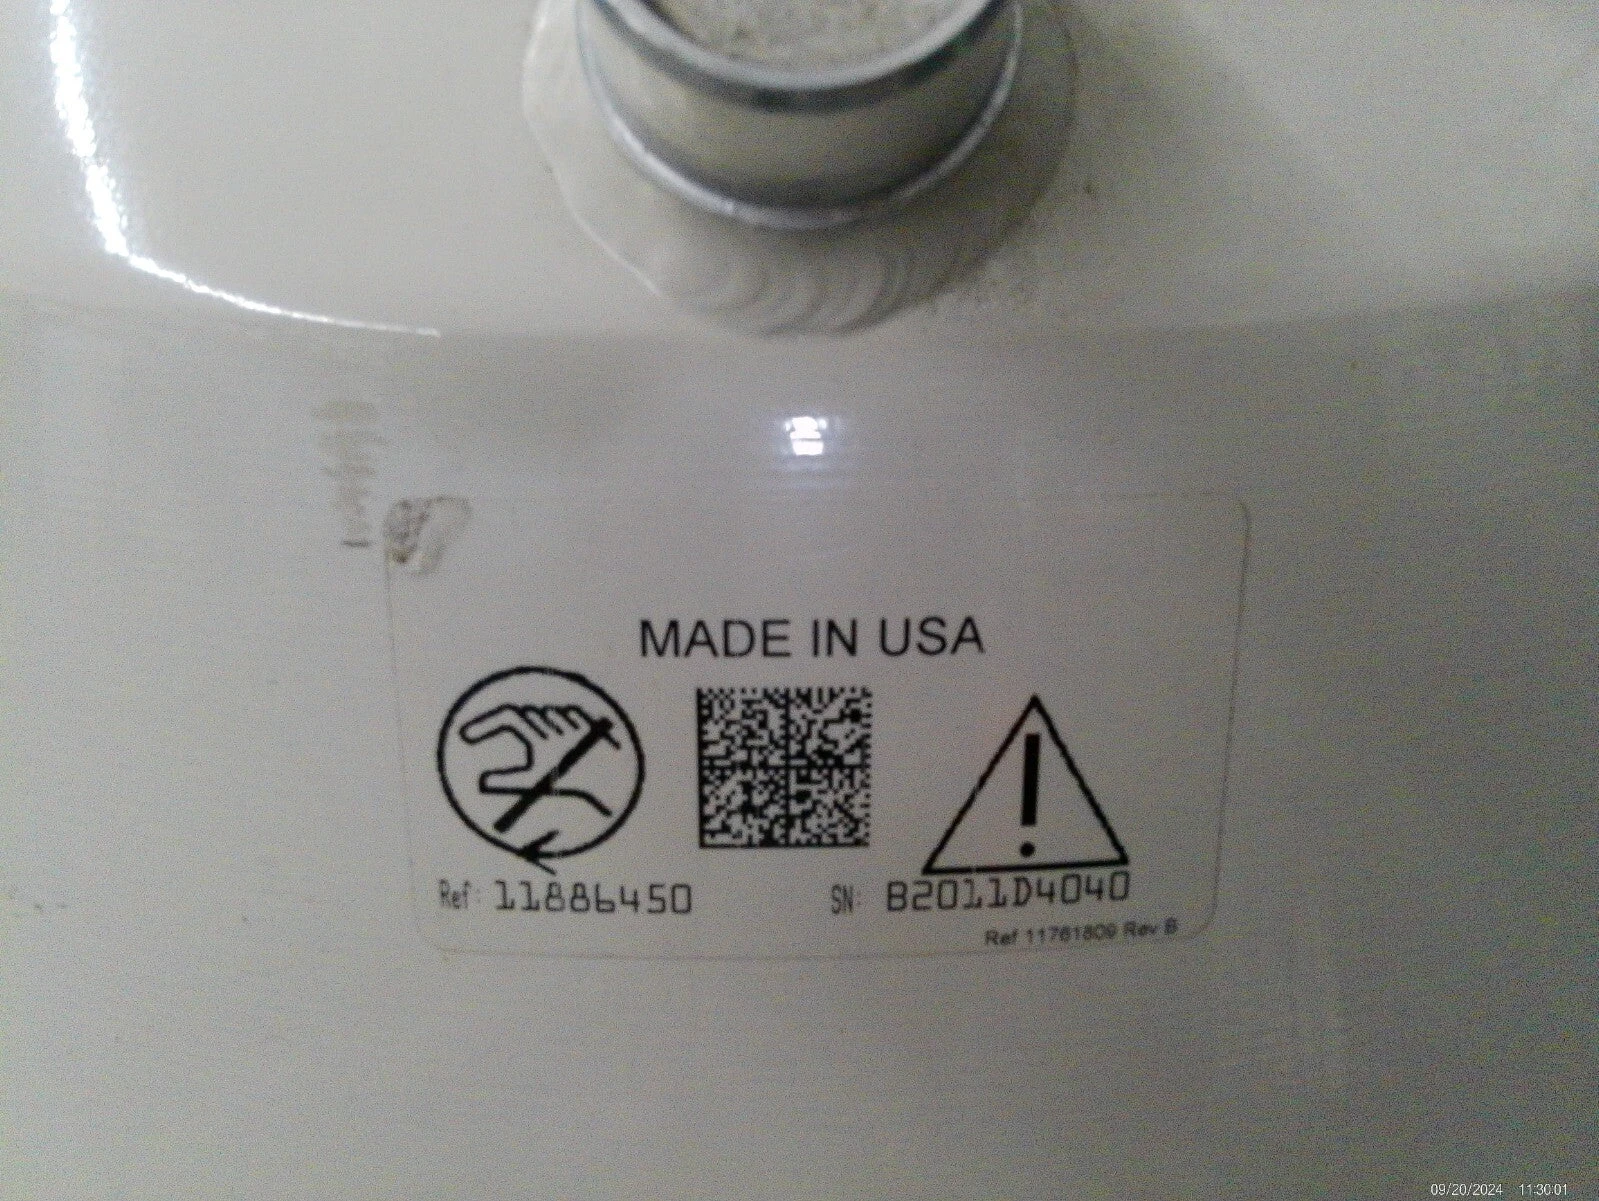 MADE IN USA
Ref: 11886450 SN: B2011D4040
Ref 11761809 Rev B
09/20/2024 11:30:01